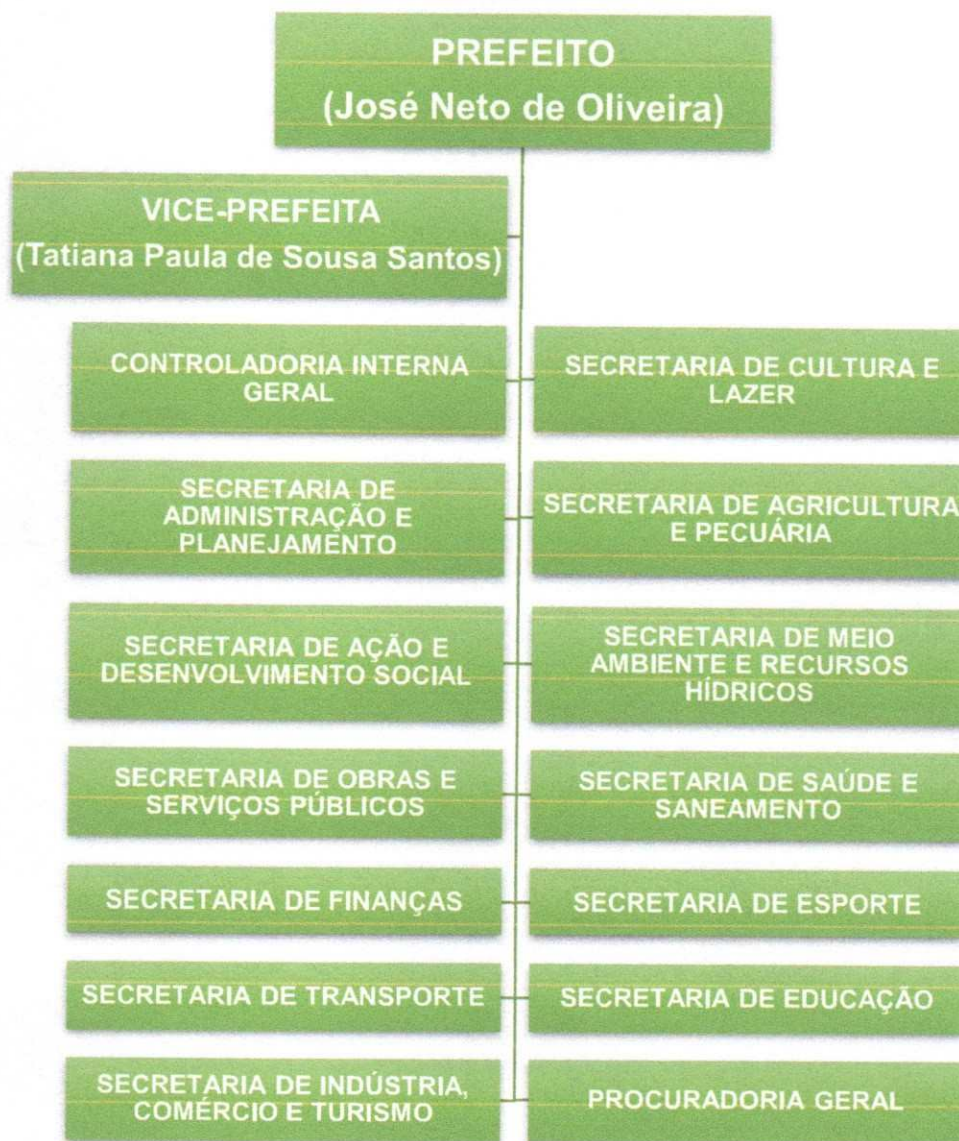 PREFEITO
(José Neto de Oliveira)
VICE-PREFEITA
(Tatiana Paula de Sousa Santos)
CONTROLADORIA INTERNA
GERAL
SECRETARIA DE CULTURA E
LAZER
SECRETARIA DE
ADMINISTRAÇÃO E
PLANEJAMENTO
SECRETARIA DE AGRICULTURA
E PECUÁRIA
SECRETARIA DE AÇÃO E
DESENVOLVIMENTO SOCIAL
SECRETARIA DE MEIO
AMBIENTE E RECURSOS
HÍDRICOS
SECRETARIA DE OBRAS E
SERVIÇOS PÚBLICOS
SECRETARIA DE SAÚDE E
SANEAMENTO
SECRETARIA DE FINANÇAS
SECRETARIA DE ESPORTE
SECRETARIA DE TRANSPORTE
SECRETARIA DE EDUCAÇÃO
SECRETARIA DE INDÚSTRIA,
COMÉRCIO E TURISMO
PROCURADORIA GERAL